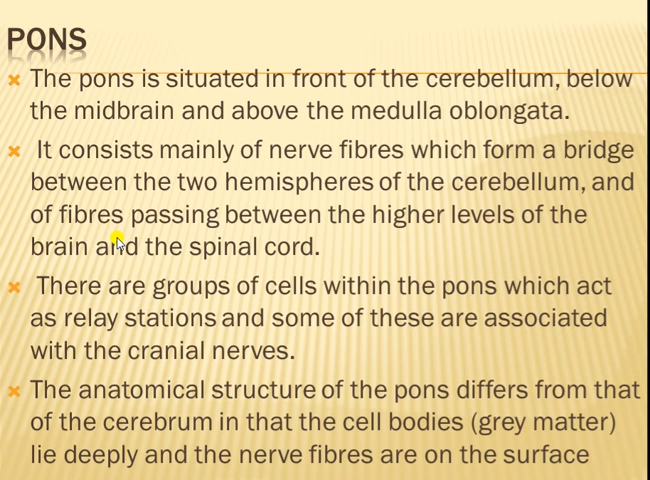 PONS
The pons is situated in front of the cerebellum, below
the midbrain and above the medulla oblongata.
It consists mainly of nerve fibres which form a bridge
between the two hemispheres of the cerebellum, and
of fibres passing between the higher levels of the
brain and the spinal cord.
There are groups of cells within the pons which act
as relay stations and some of these are associated
with the cranial nerves.
The anatomical structure of the pons differs from that
of the cerebrum in that the cell bodies (grey matter)
lie deeply and the nerve fibres are on the surface